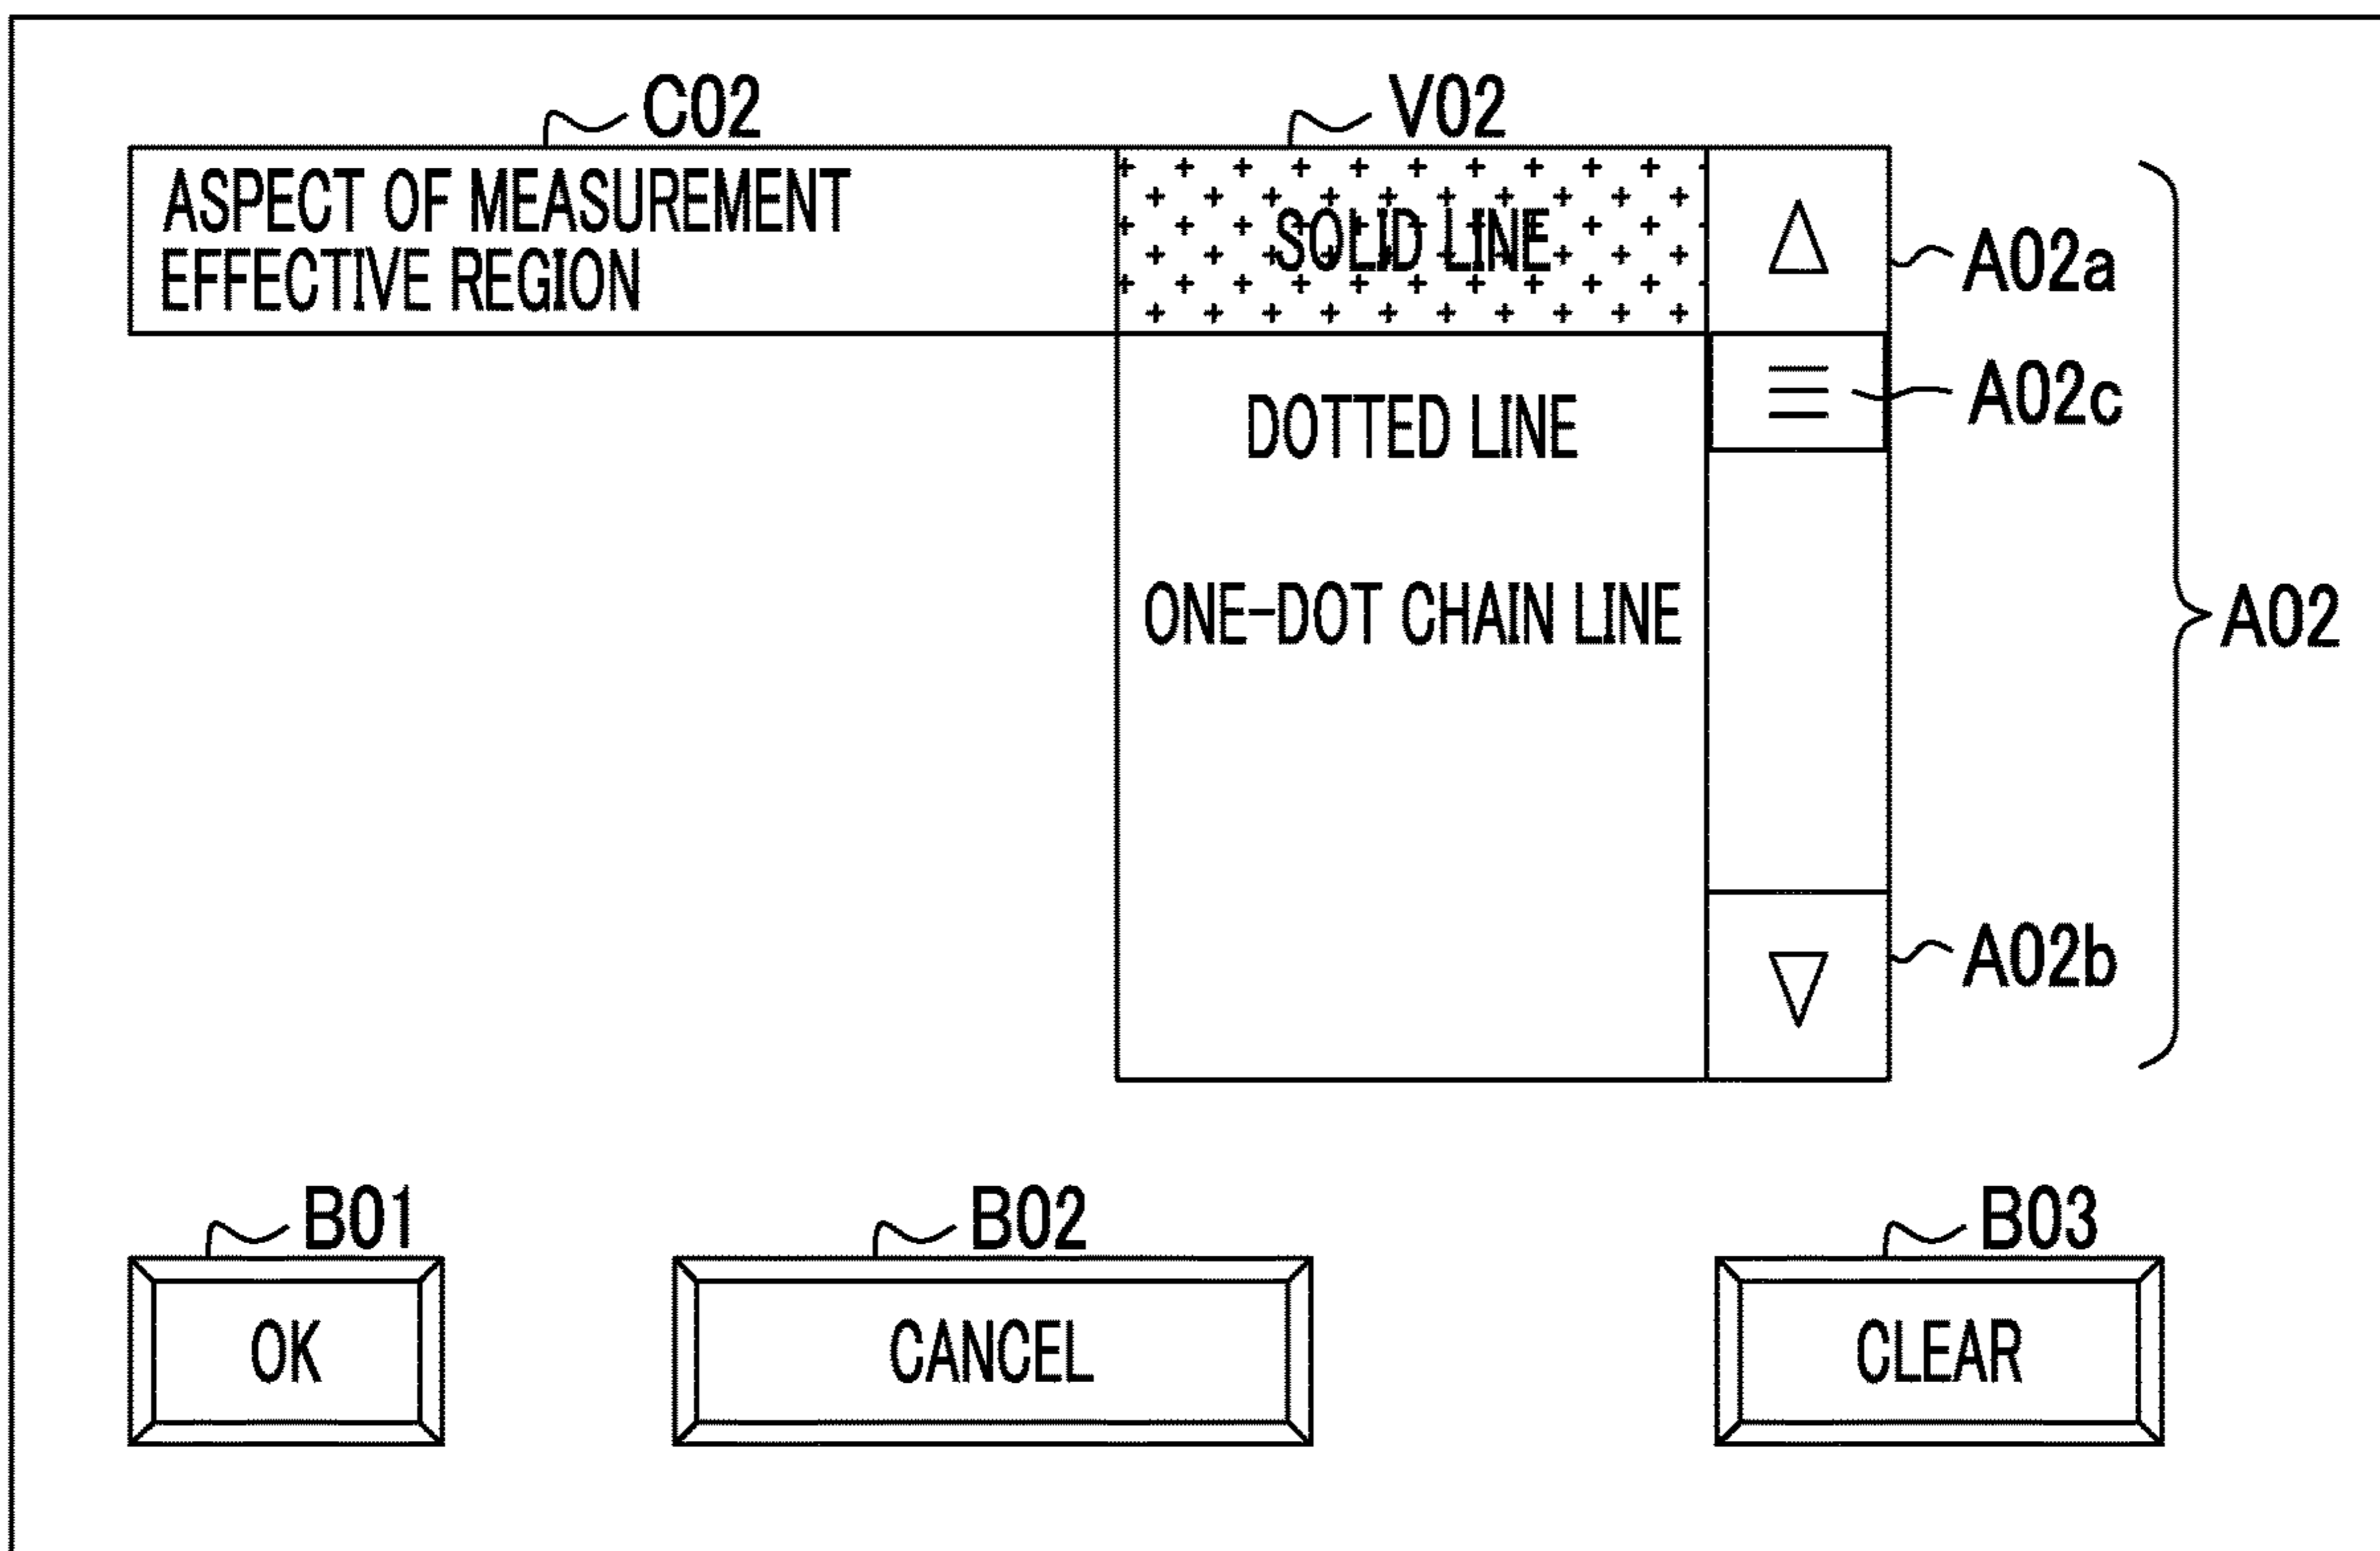 C02
V02
ASPECT OF MEASUREMENT
EFFECTIVE REGION
SOLID LINE
A02a
DOTTED LINE
A02c
ONE-DOT CHAIN LINE
A02
A02b
B01
B02
B03
OK
CANCEL
CLEAR